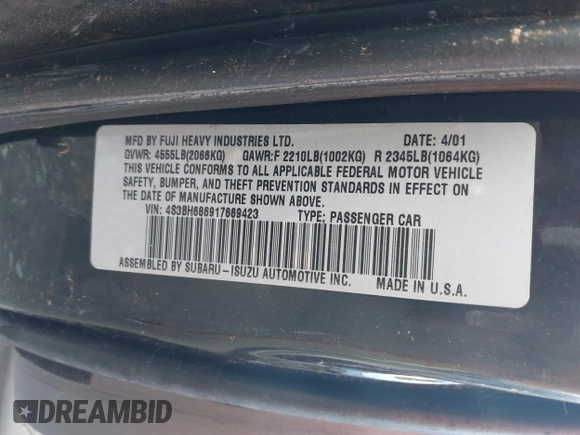 MFD BY FUJI HEAVY INDUSTRIES LTD. DATE: 4/01
GVWR: 4555LB(2066KG) GAWR:F 2210LB(1002KG) R 2345LB(1064KG)
THIS VEHICLE CONFORMS TO ALL APPLICABLE FEDERAL MOTOR VEHICLE
SAFETY, BUMPER, AND THEFT PREVENTION STANDARDS IN EFFECT ON
THE DATE OF MANUFACTURE SHOWN ABOVE.
VIN: 4S3BH686917669423 TYPE: PASSENGER CAR
ASSEMBLED BY SUBARU-ISUZU AUTOMOTIVE INC. MADE IN U.S.A.
DREAMBID